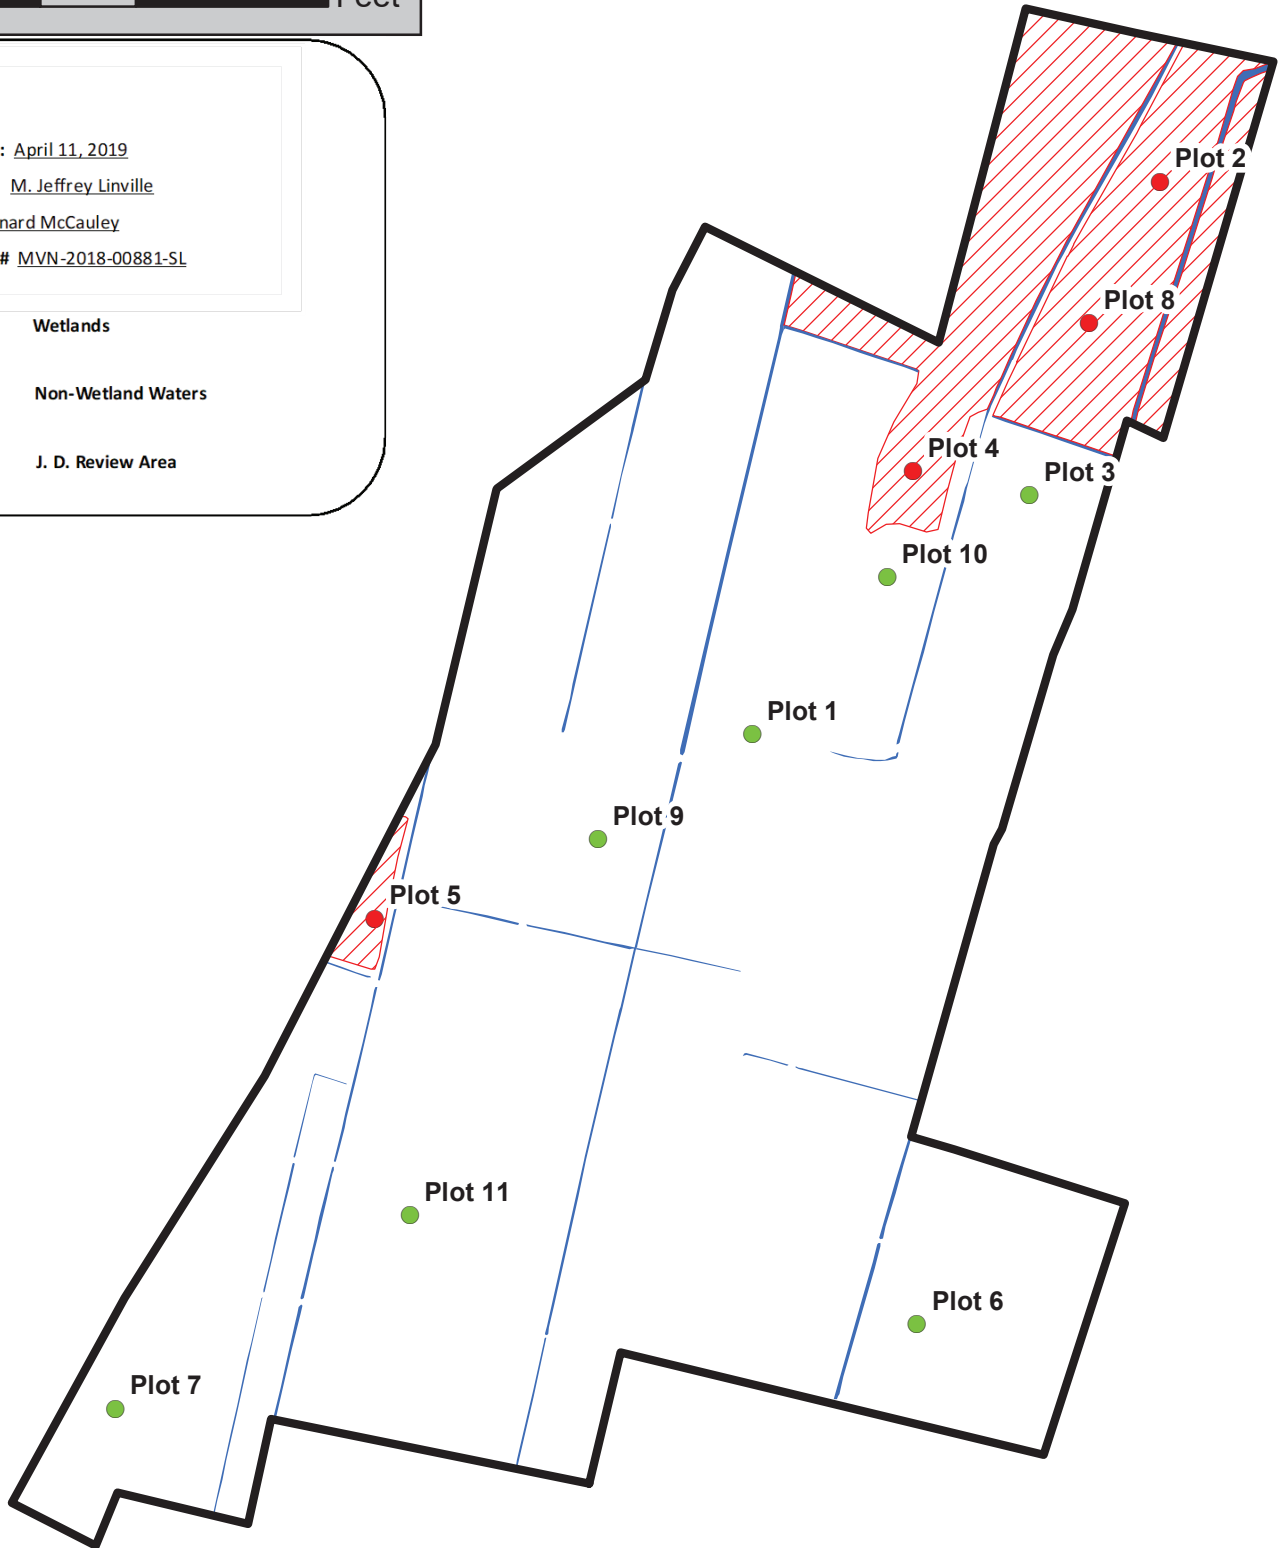 Feet
: April 11, 2019
M. Jeffrey Linville
nard McCauley
# MVN-2018-00881-SL
Wetlands
Non-Wetland Waters
J. D. Review Area
Plot 2
Plot 8
Plot 4
Plot 3
Plot 10
Plot 1
Plot 9
Plot 5
Plot 11
Plot 6
Plot 7